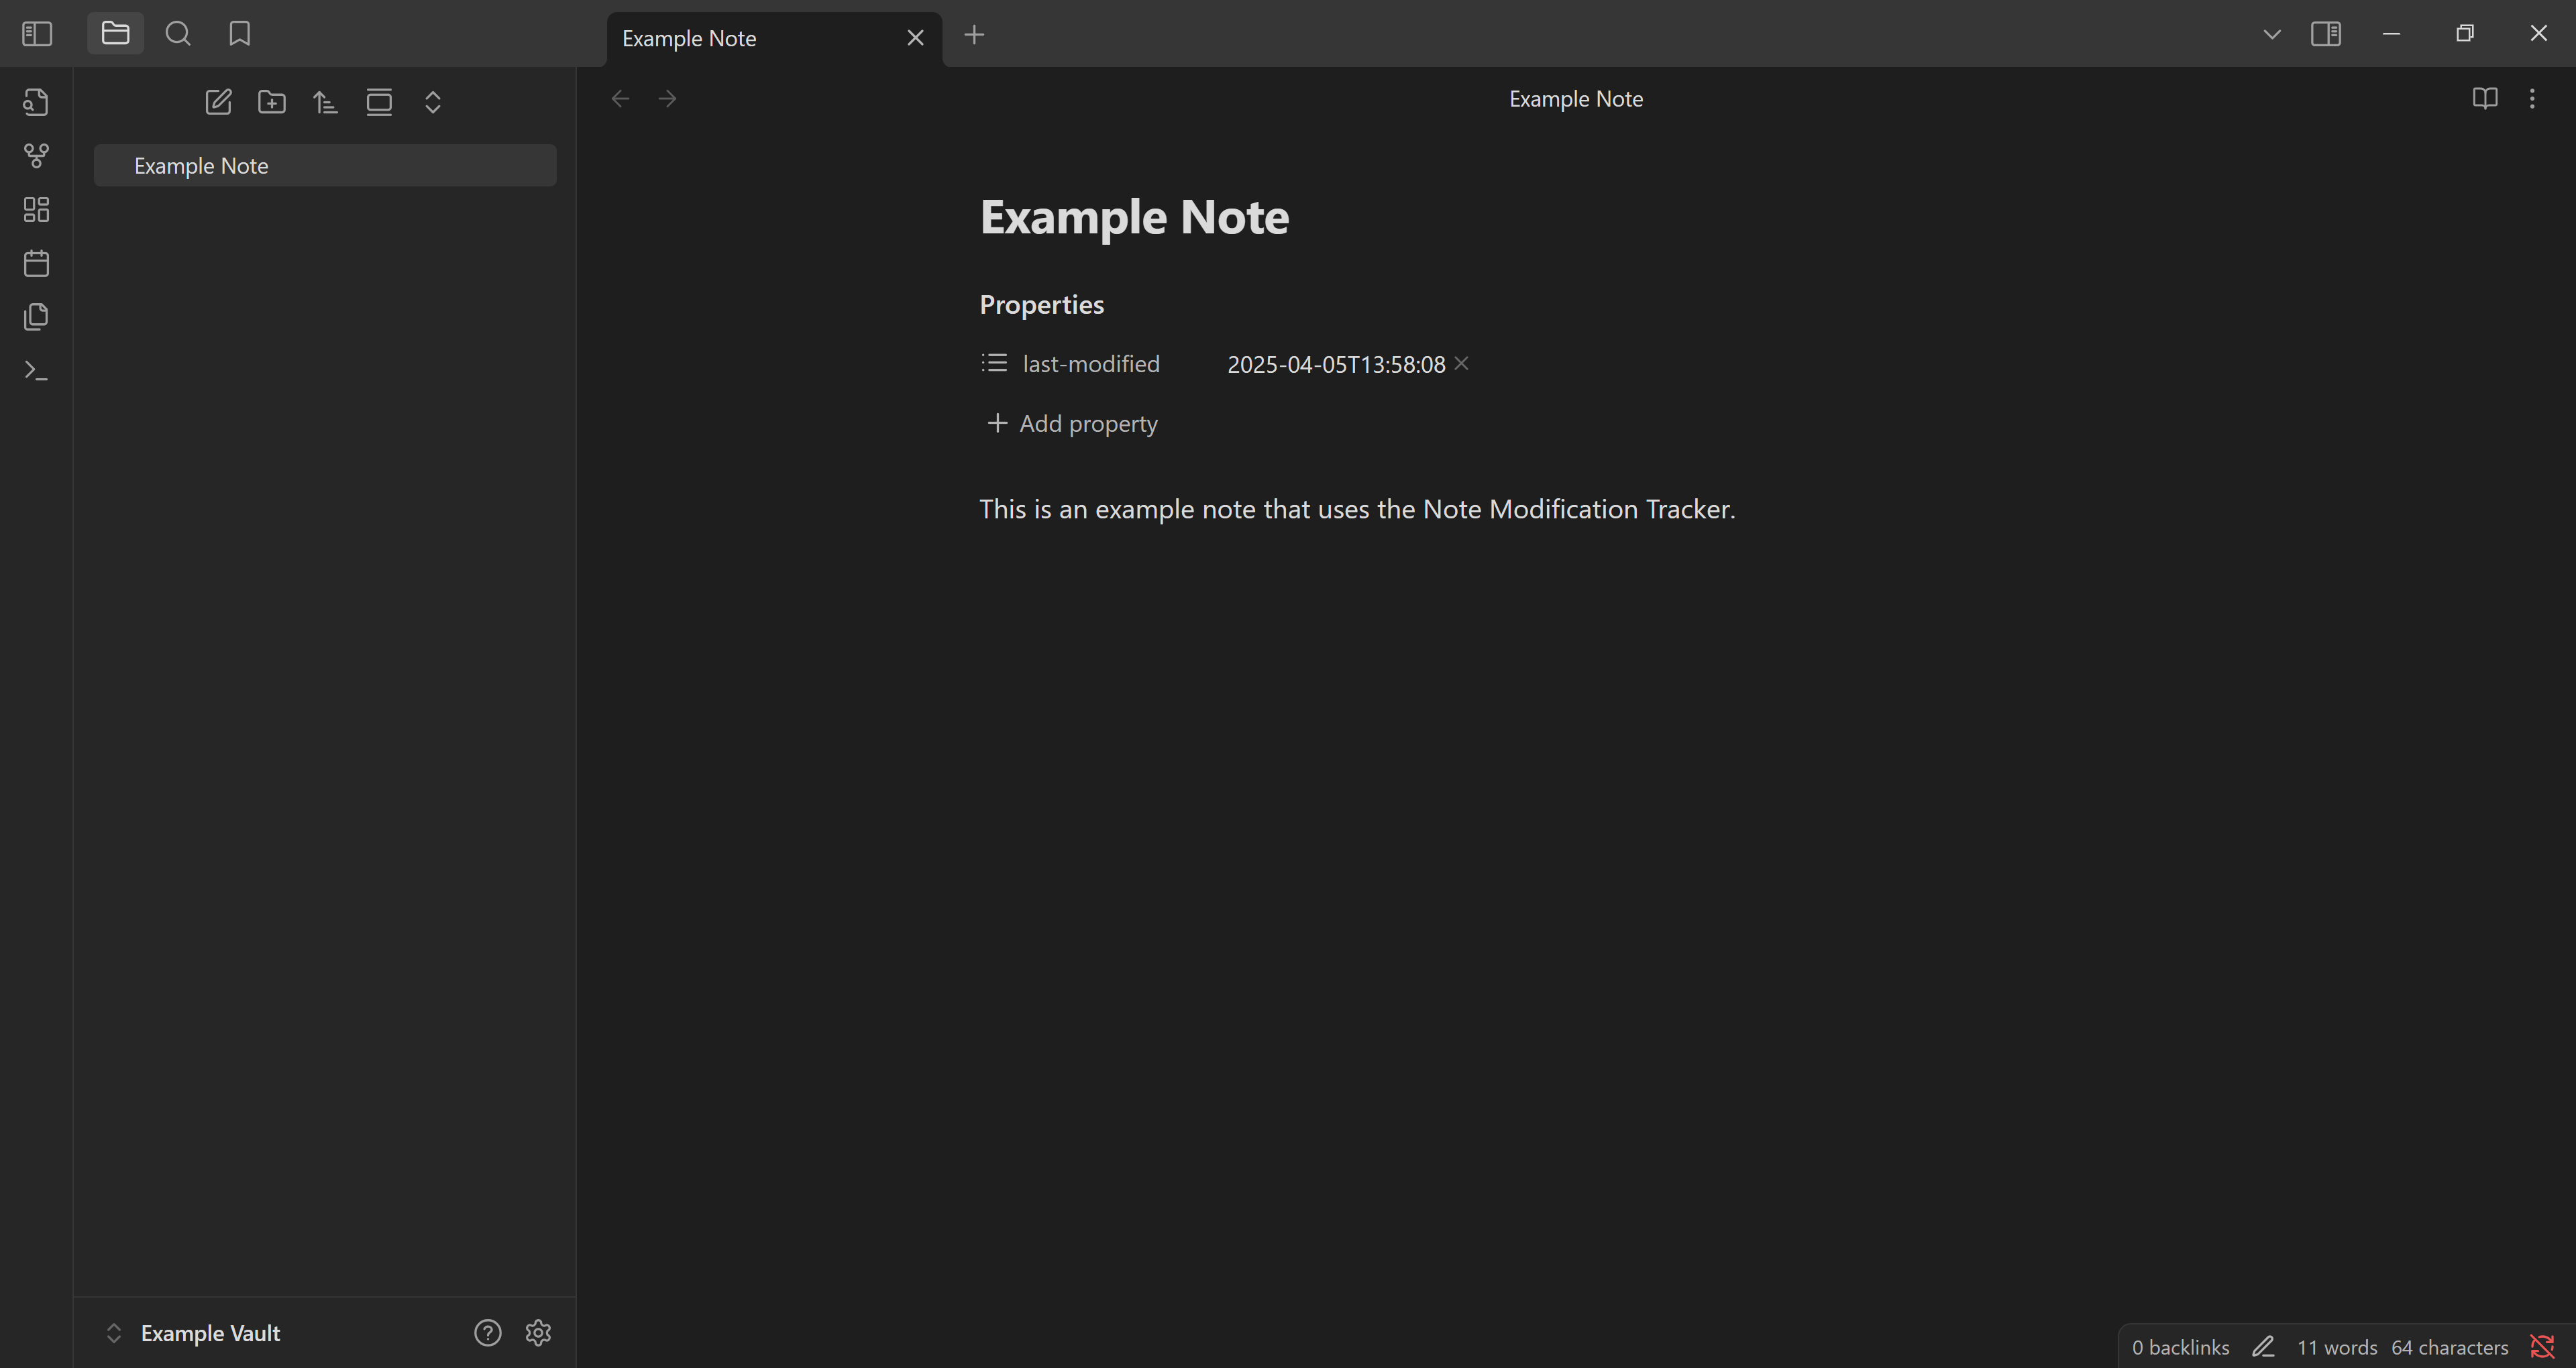 Example Note
Example Note
Example Note
Example Note
Properties
last-modified 2025-04-05T13:58:08
Add property
This is an example note that uses the Note Modification Tracker.
Example Vault
0 backlinks 11 words 64 characters